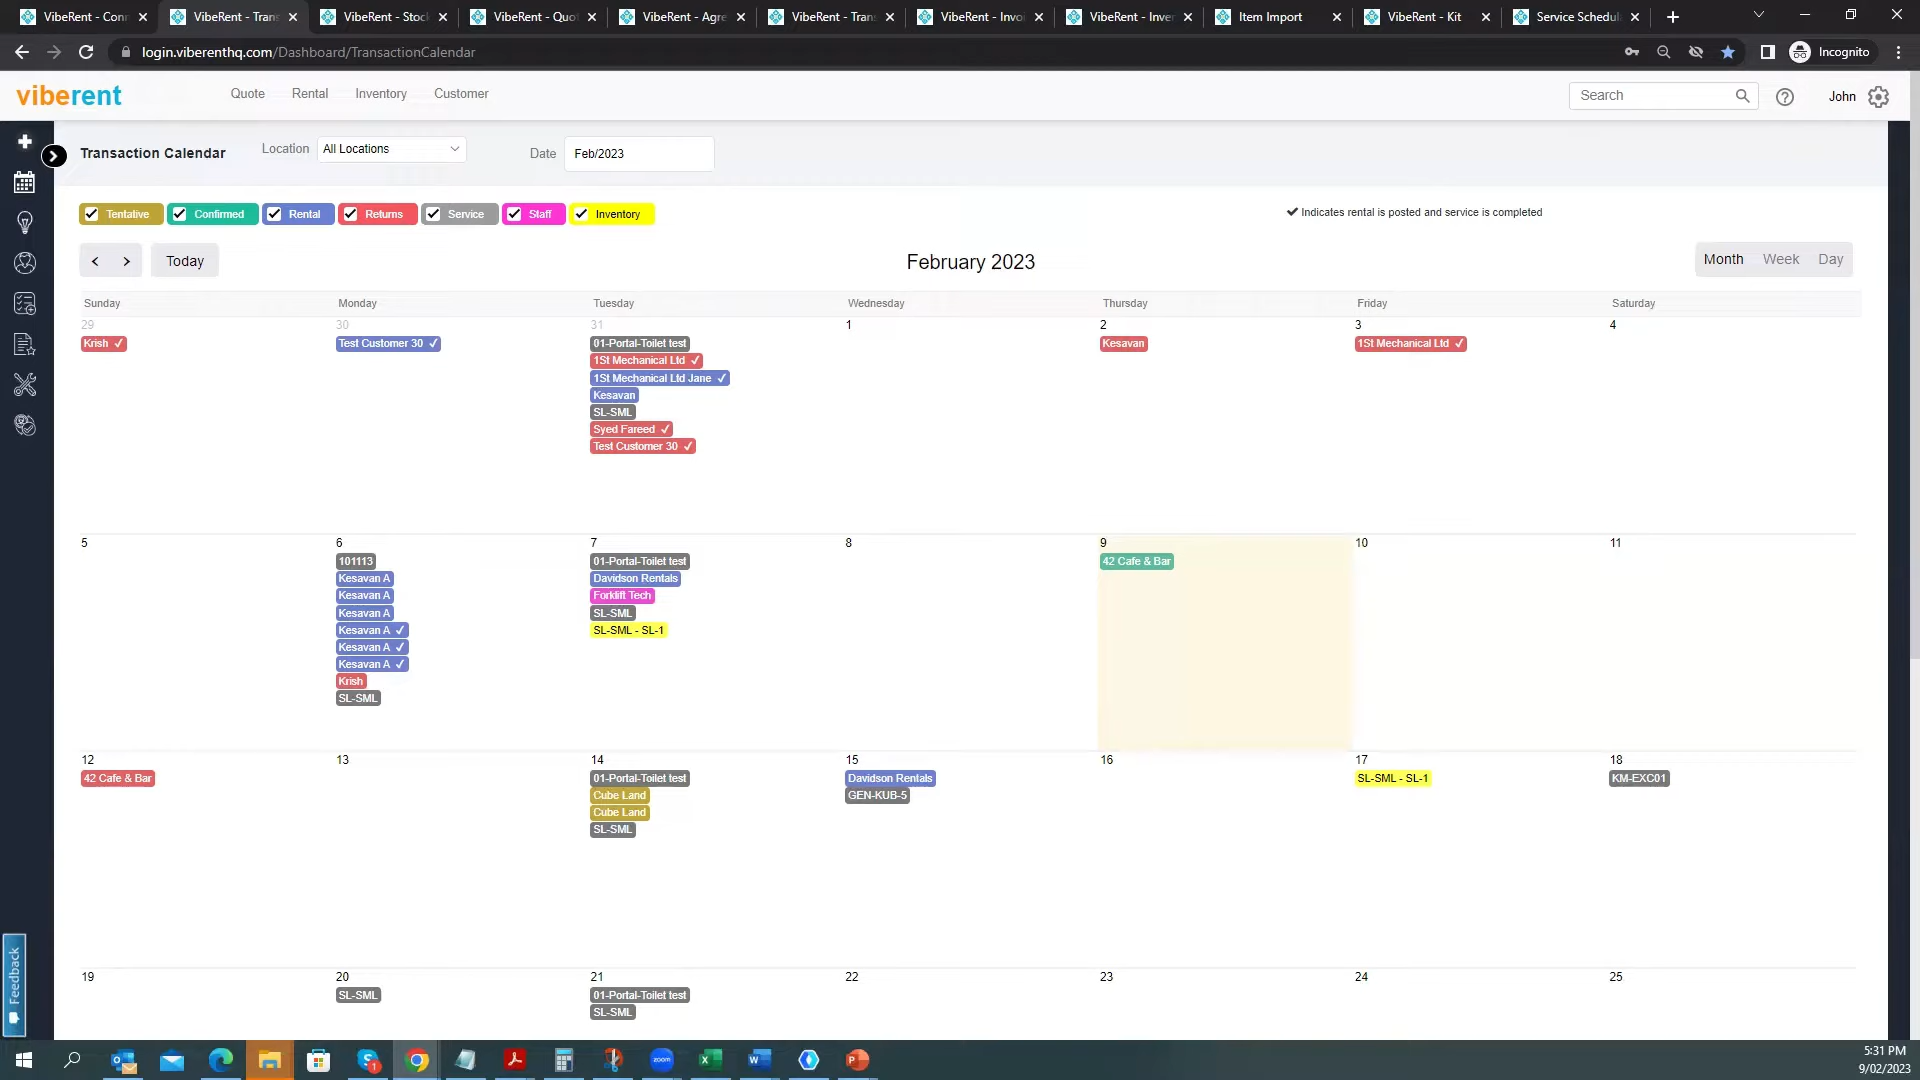 VibeRent - Con
VibeRent - Tran
VibeRent - Stoc
VibeRent - Quo
VibeRent - Agre
VibeRent - Tran
VibeRent - Invoi
VibeRent - Inver
Item Import
VibeRent - Kit
Service Schedul
login.viberenthq.com/Dashboard/TransactionCalendar
Incognito
viberent
Quote
Rental
Inventory
Customer
Search
John
Transaction Calendar
Location
All Locations
Date
Feb/2023
Tentative
Confirmed
Rental
Returns
Service
Staff
Inventory
✓ Indicates rental is posted and service is completed
< >
Today
February 2023
Month
Week
Day
Sunday
Monday
Tuesday
Wednesday
Thursday
Friday
Saturday
29
Krish ✓
30
Test Customer 30 ✓
31
01-Portal-Toilet test
1St Mechanical Ltd ✓
1St Mechanical Ltd Jane ✓
Kesavan
SL-SML
Syed Fareed ✓
Test Customer 30 ✓
1
2
Kesavan
3
1St Mechanical Ltd ✓
4
5
6
101113
Kesavan A
Kesavan A
Kesavan A
Kesavan A ✓
Kesavan A ✓
Kesavan A ✓
Krish
SL-SML
7
01-Portal-Toilet test
Davidson Rentals
Forklift Tech
SL-SML
SL-SML - SL-1
8
9
42 Cafe & Bar
10
11
12
42 Cafe & Bar
13
14
01-Portal-Toilet test
Cube Land
Cube Land
SL-SML
15
Davidson Rentals
GEN-KUB-5
16
17
SL-SML - SL-1
18
KM-EXC01
19
20
SL-SML
21
01-Portal-Toilet test
SL-SML
22
23
24
25
Feedback
zoom
5:31 PM
9/02/2023